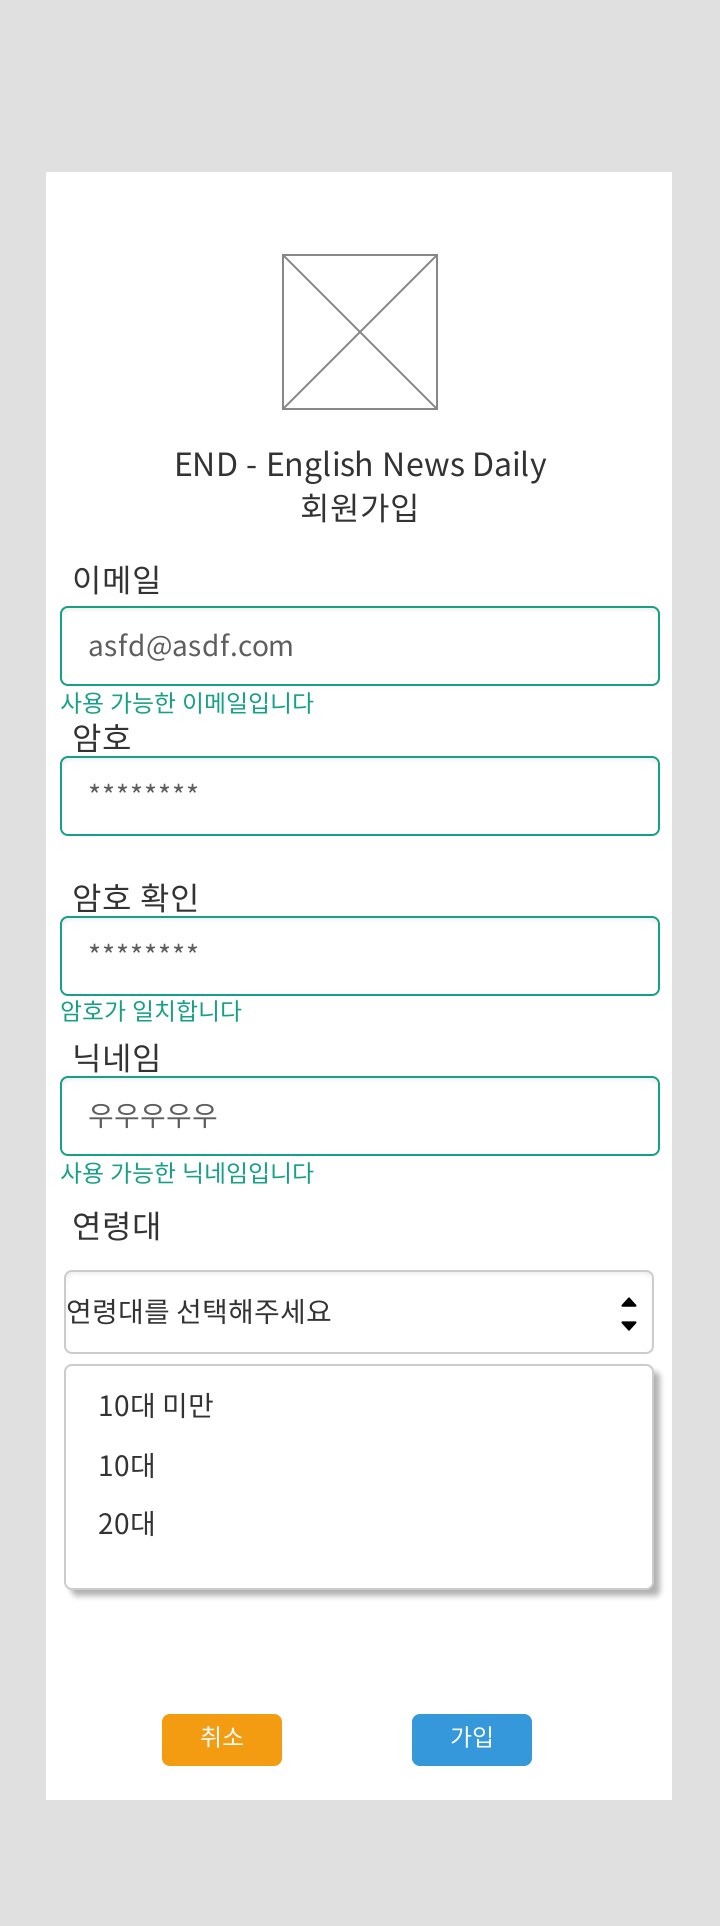 END - English News Daily
회원가입
이메일
asfd@asdf.com
사용 가능한 이메일입니다
암호
********
암호 확인
********
암호가 일치합니다
닉네임
우우우우우
사용 가능한 닉네임입니다
연령대
연령대를 선택해주세요
10대 미만
10대
20대
취소
가입